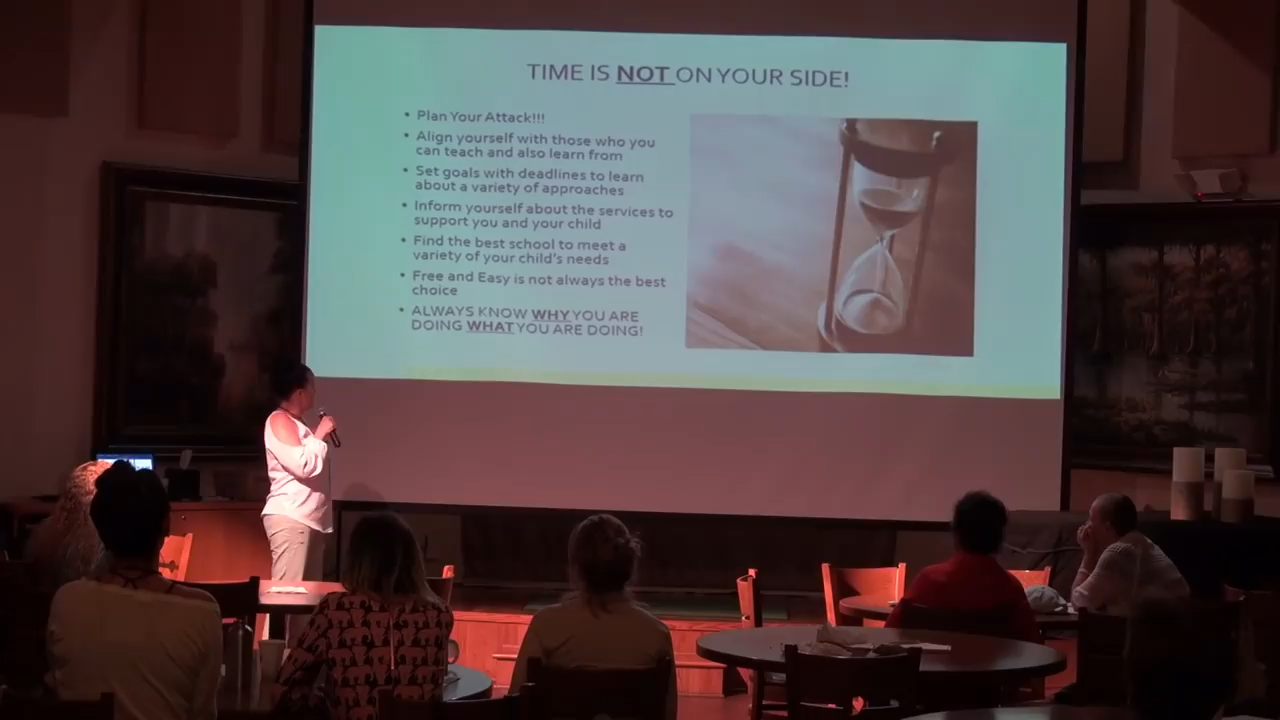 TIME IS NOT ON YOUR SIDE!
• Plan Your Attack!!!
• Align yourself with those who you
can teach and also learn from
• Set goals with deadlines to learn
about a variety of approaches
• Inform yourself about the services to
support you and your child
• Find the best school to meet a
variety of your child's needs
• Free and Easy is not always the best
choice
• ALWAYS KNOW WHY YOU ARE
DOING WHAT YOU ARE DOING!